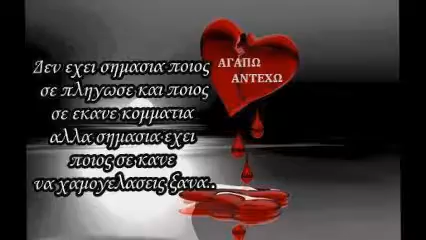 Δεν εχει σημασια ποιος
σε πληγωσε και ποιος
σε εκανε κομματια
αλλα σημασια εχει
ποιος σε κανε
να χαμογελασεις ξανα..
ΑΓΑΠΩ
ΑΝΤΕΧΩ